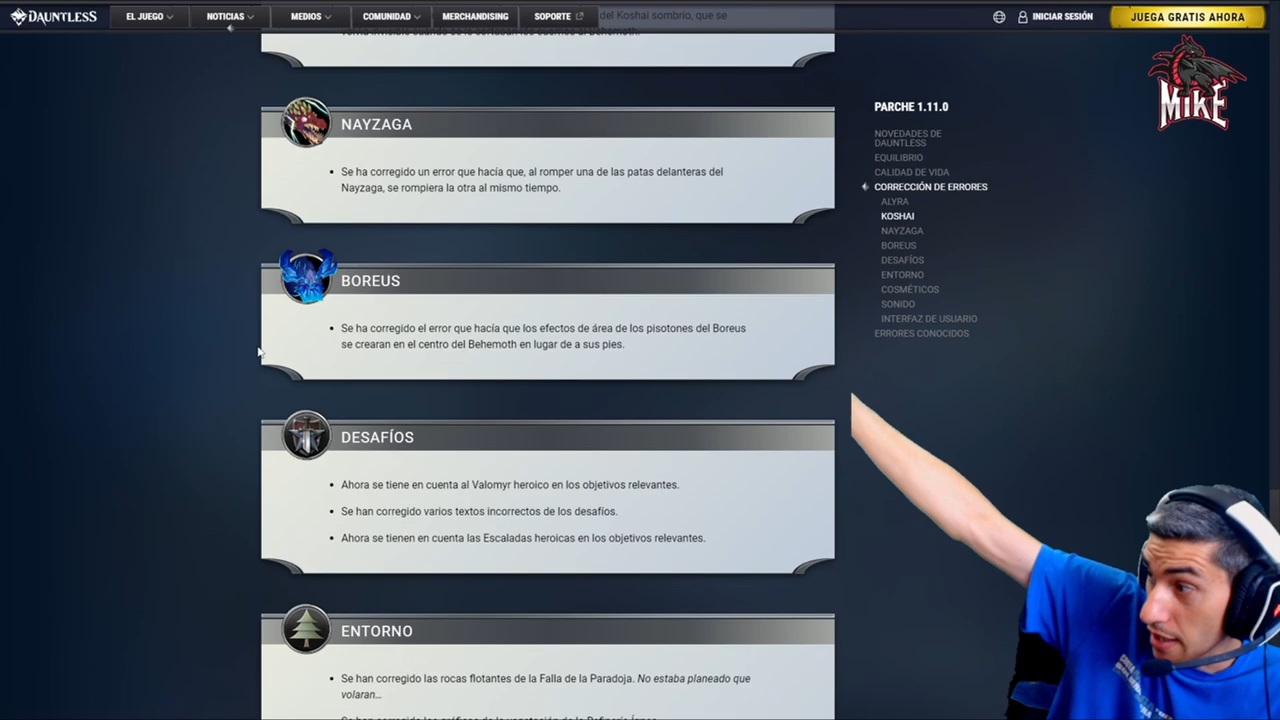 DAUNTLESS
EL JUEGO
NOTICIAS
MEDIOS
COMUNIDAD
MERCHANDISING
SOPORTE
INICIAR SESIÓN
JUEGA GRATIS AHORA
del Koshai sombrío, que se
MIKE
NAYZAGA
• Se ha corregido un error que hacía que, al romper una de las patas delanteras del
Nayzaga, se rompiera la otra al mismo tiempo.
BOREUS
• Se ha corregido el error que hacía que los efectos de área de los pisotones del Boreus
se crearan en el centro del Behemoth en lugar de a sus pies.
DESAFÍOS
• Ahora se tiene en cuenta al Valomyr heroico en los objetivos relevantes.
• Se han corregido varios textos incorrectos de los desafíos.
• Ahora se tienen en cuenta las Escaladas heroicas en los objetivos relevantes.
ENTORNO
• Se han corregido las rocas flotantes de la Falla de la Paradoja. No estaba planeado que
volaran...
PARCHE 1.11.0
NOVEDADES DE
DAUNTLESS
EQUILIBRIO
CALIDAD DE VIDA
CORRECCIÓN DE ERRORES
ALYRA
KOSHAI
NAYZAGA
BOREUS
DESAFÍOS
ENTORNO
COSMÉTICOS
SONIDO
INTERFAZ DE USUARIO
ERRORES CONOCIDOS